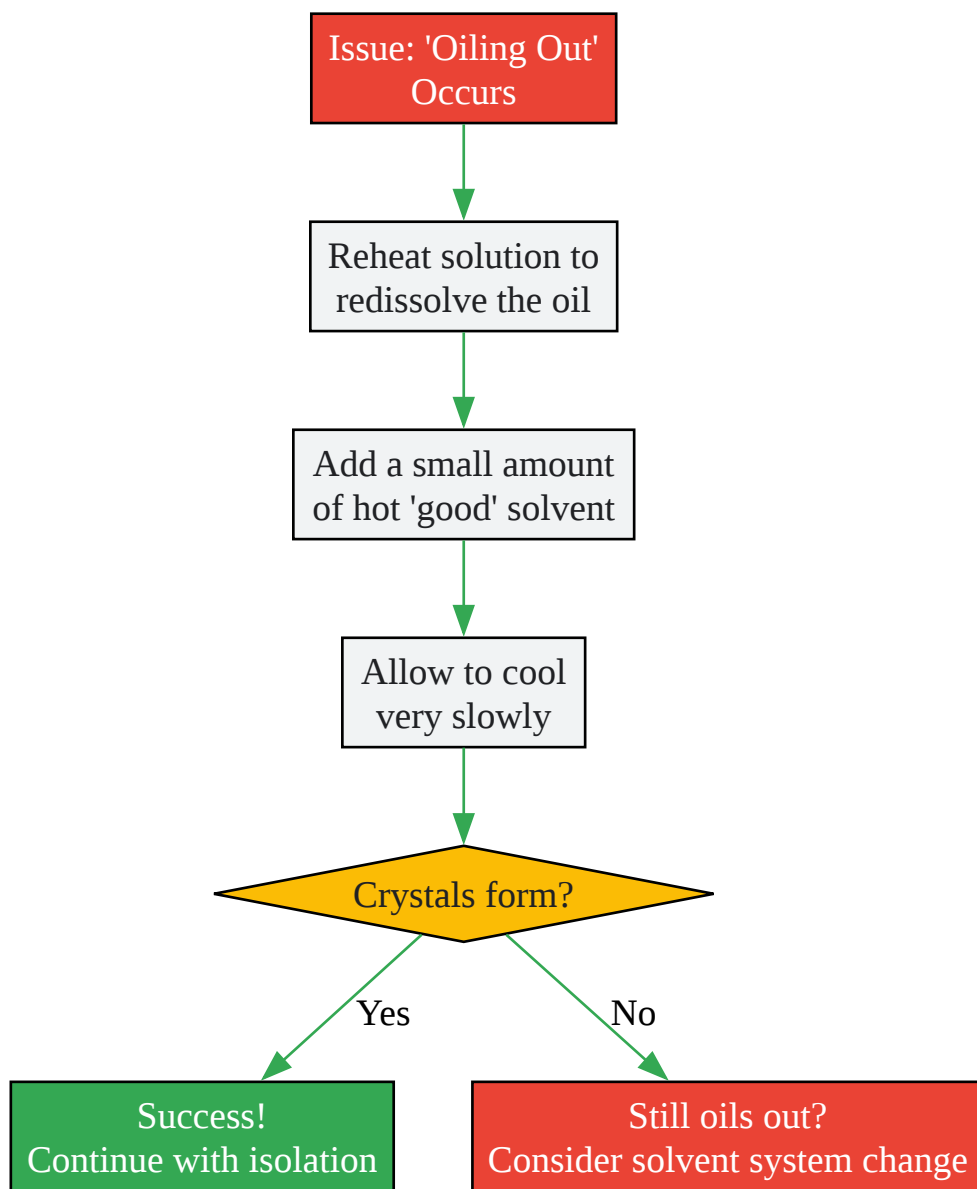 Issue: 'Oiling Out'
Occurs
Reheat solution to
redissolve the oil
Add a small amount
of hot 'good' solvent
Allow to cool
very slowly
Crystals form?
Yes
No
Success!
Continue with isolation
Still oils out?
Consider solvent system change